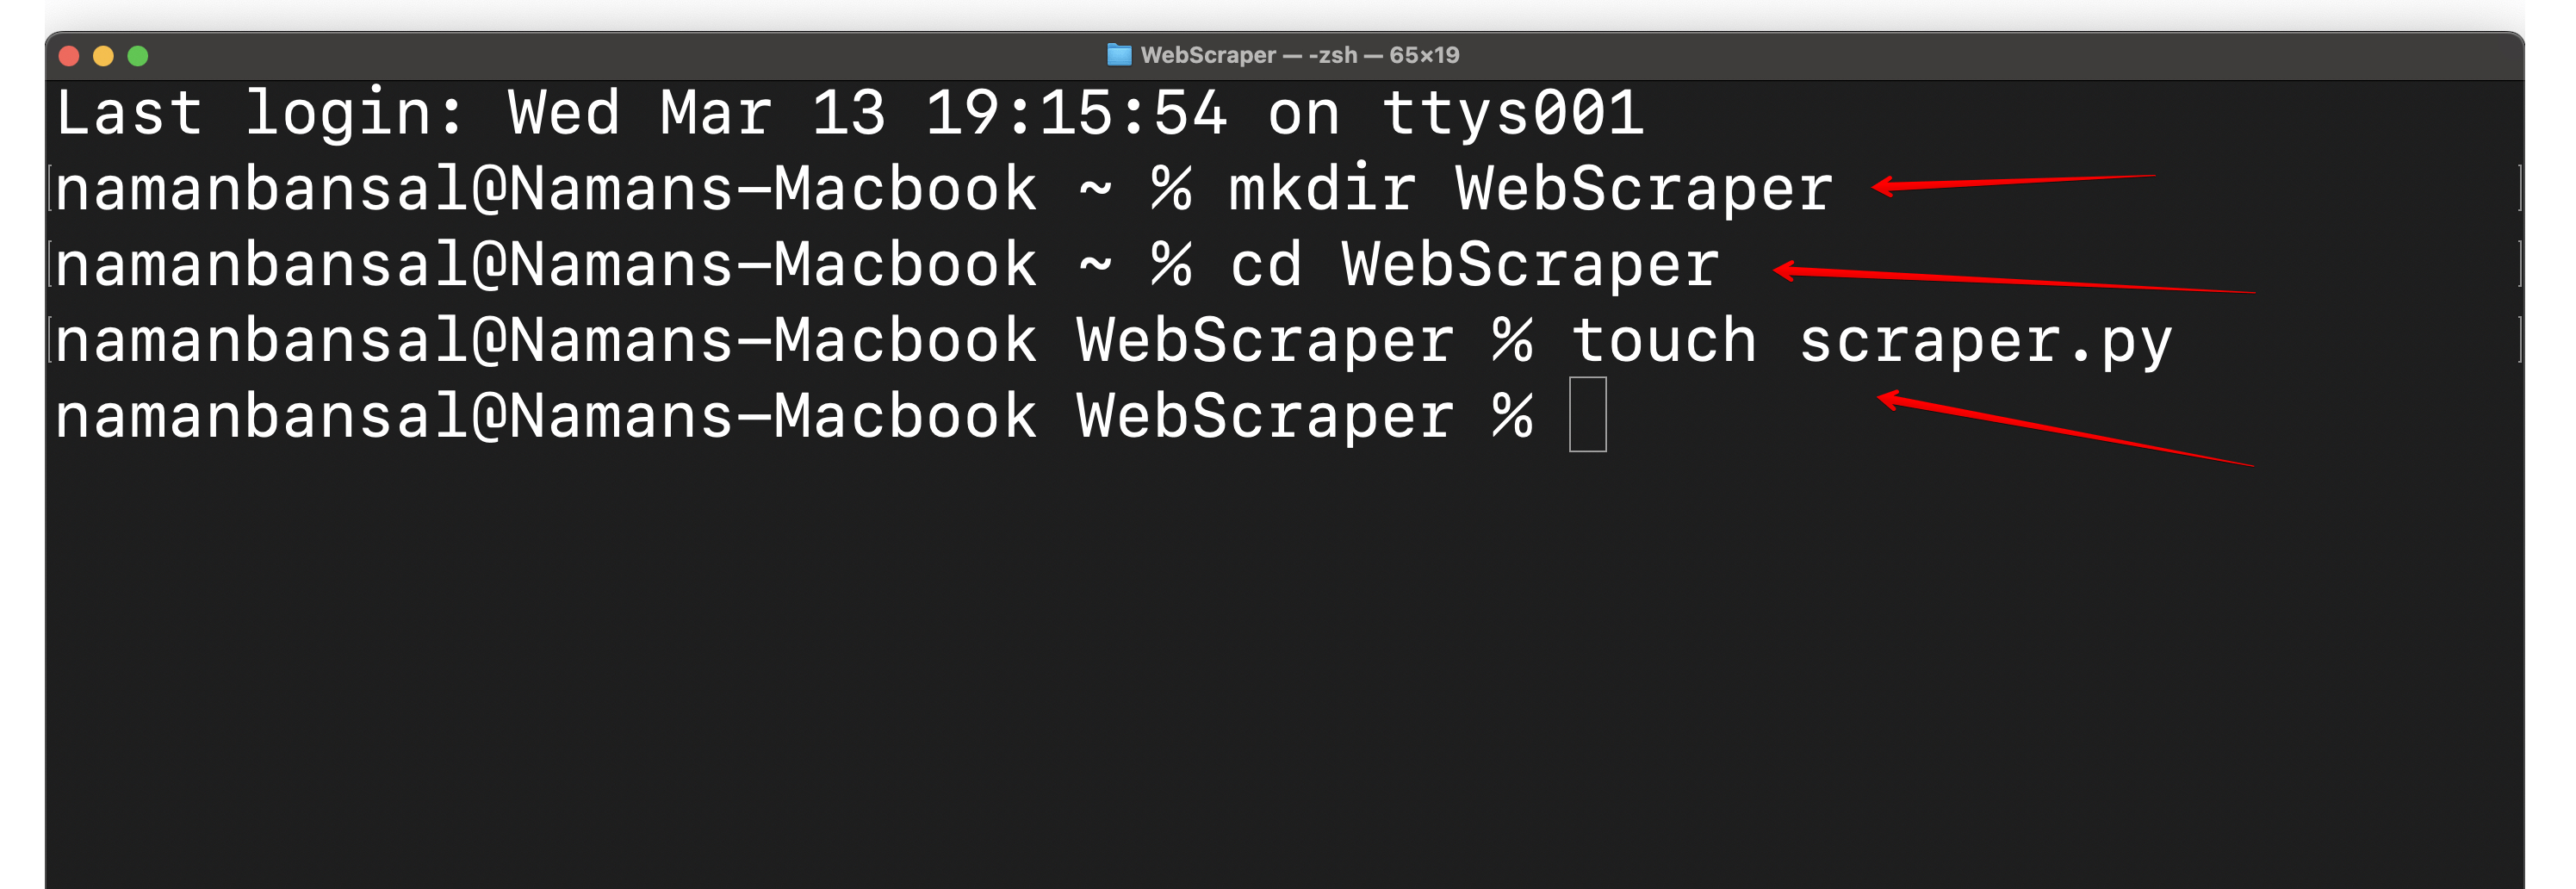 WebScraper — -zsh — 65×19
Last login: Wed Mar 13 19:15:54 on ttys001
namanbansal@Namans-Macbook ~ % mkdir WebScraper
namanbansal@Namans-Macbook ~ % cd WebScraper
namanbansal@Namans-Macbook WebScraper % touch scraper.py
namanbansal@Namans-Macbook WebScraper %